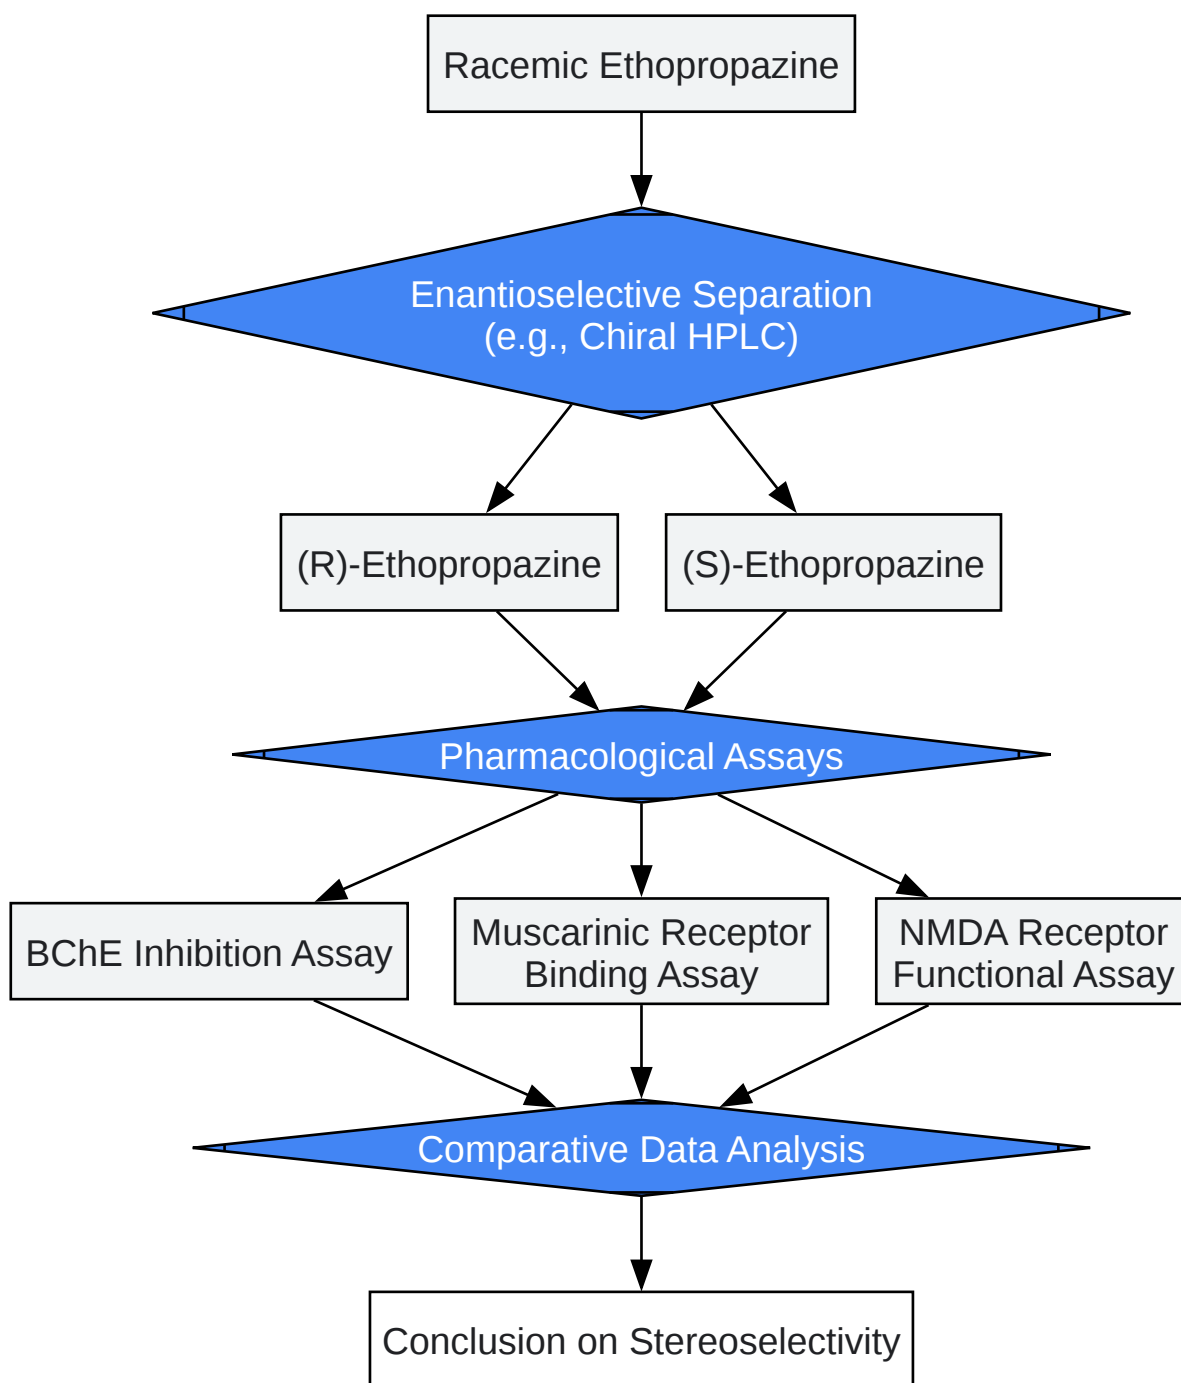 Racemic Ethopropazine
Enantioselective Separation
(e.g., Chiral HPLC)
(R)-Ethopropazine
(S)-Ethopropazine
Pharmacological Assays
BChE Inhibition Assay
Muscarinic Receptor
Binding Assay
NMDA Receptor
Functional Assay
Comparative Data Analysis
Conclusion on Stereoselectivity